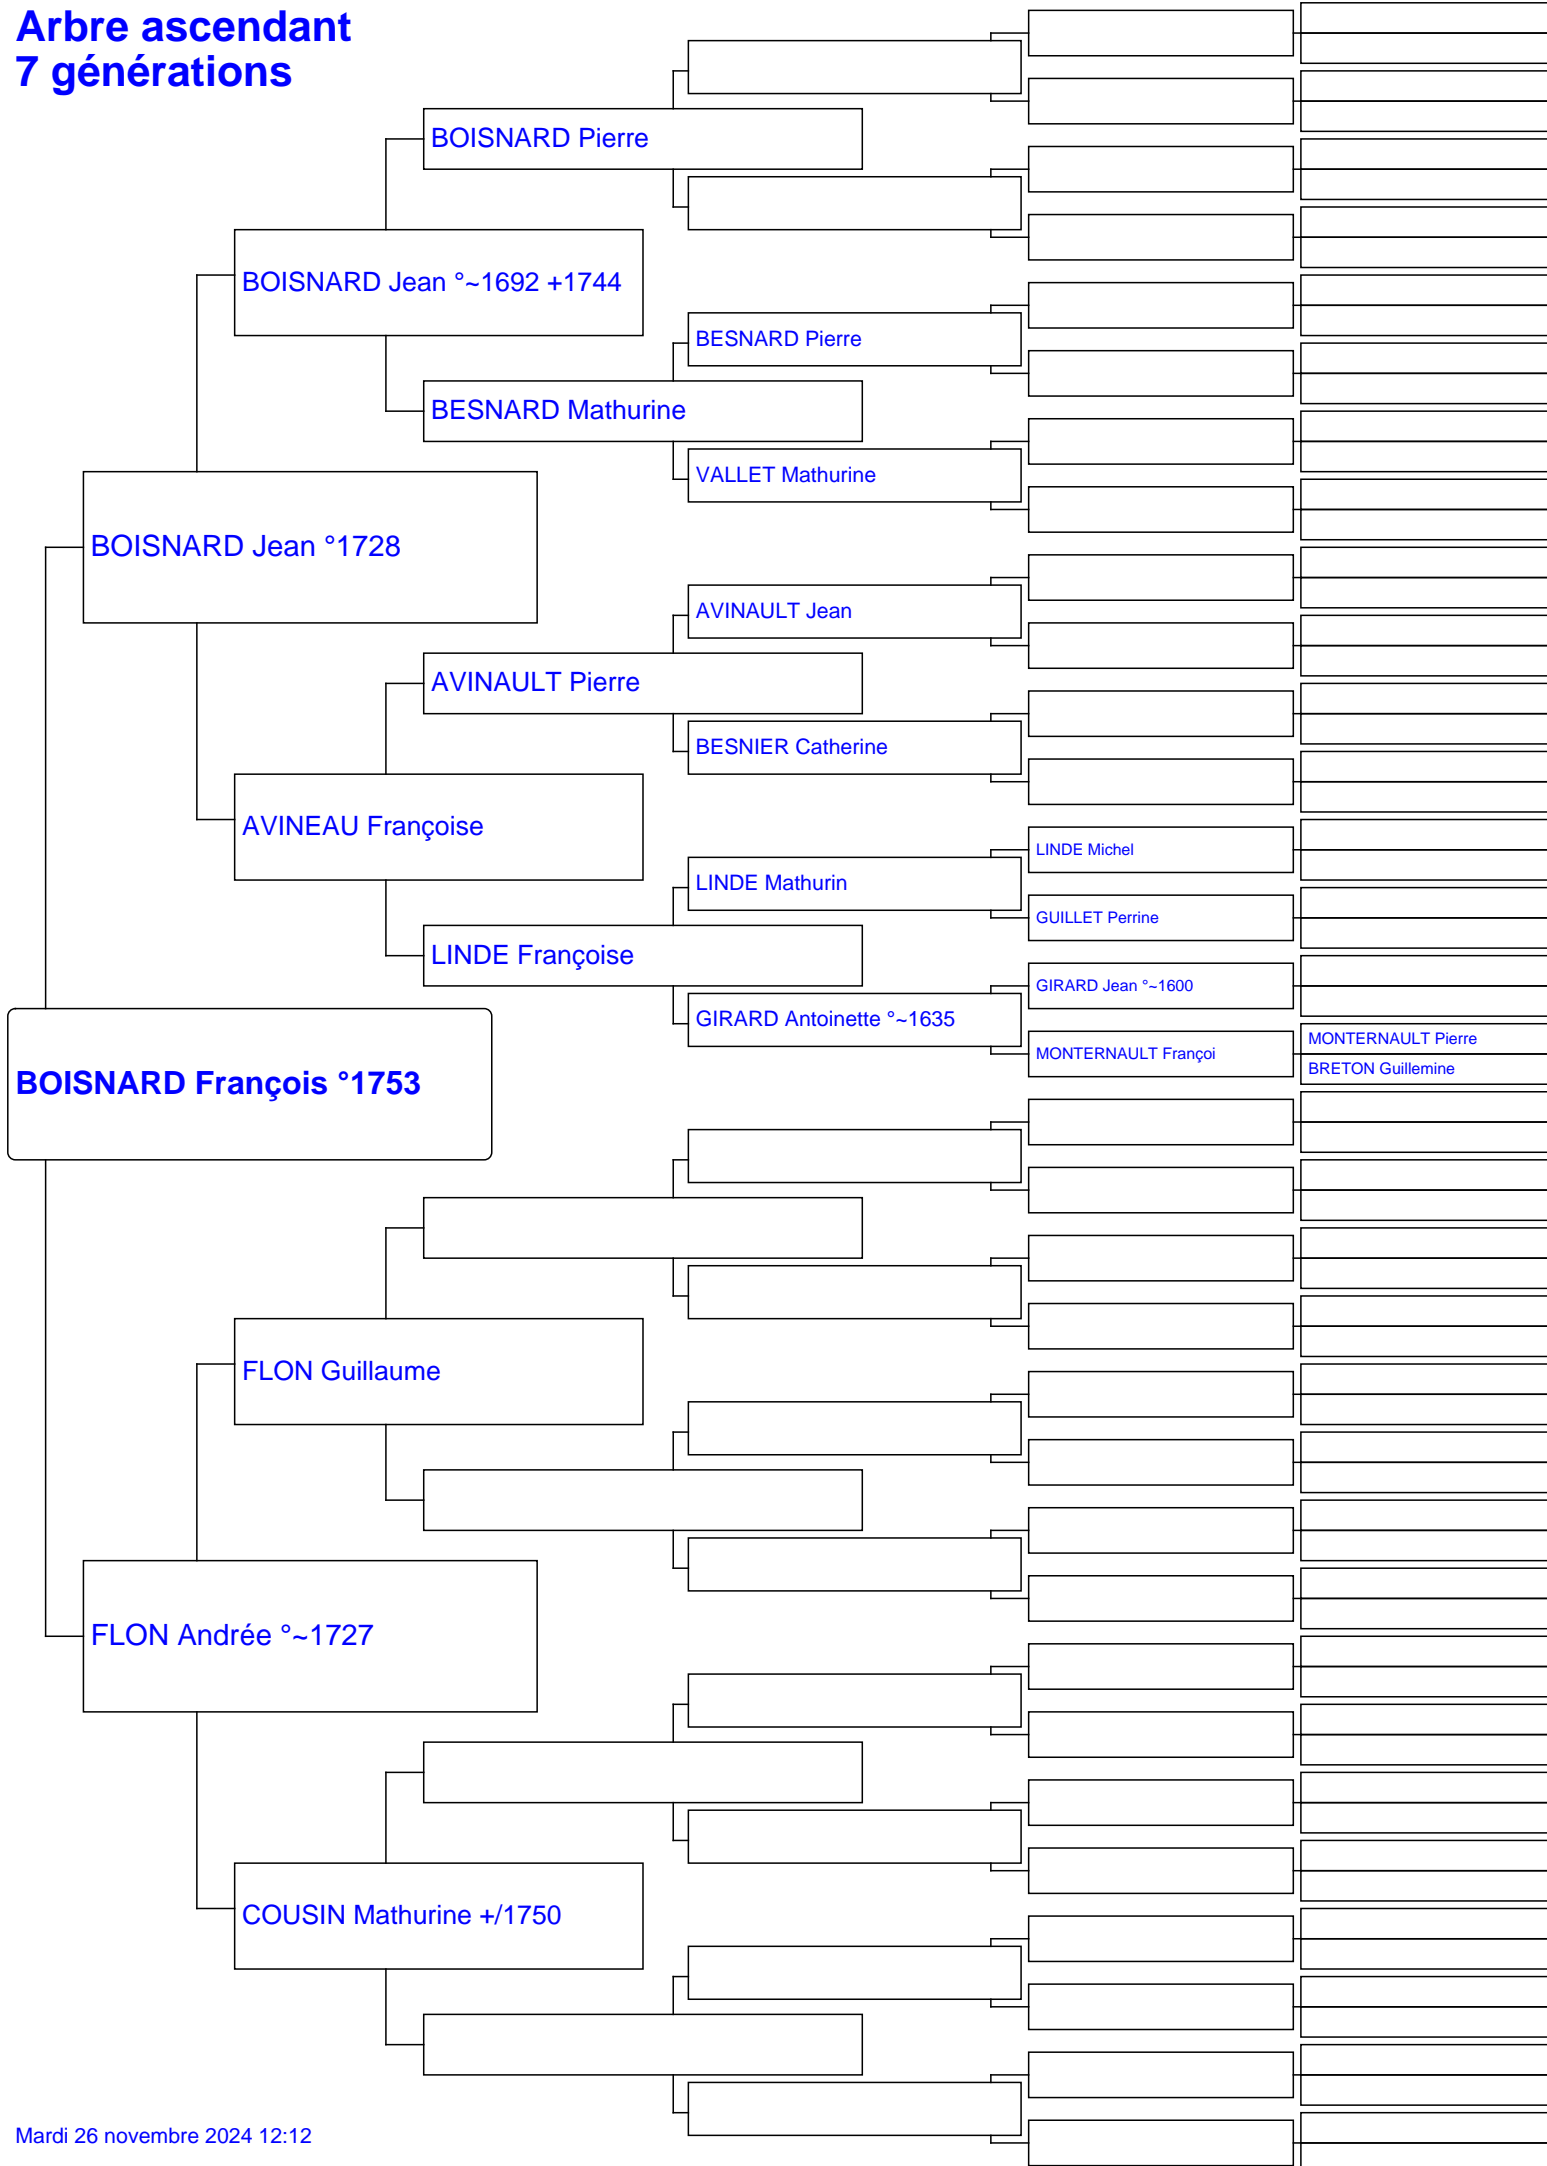 Arbre ascendant
7 générations
BOISNARD Pierre
BOISNARD Jean °~1692 +1744
BESNARD Pierre
BESNARD Mathurine
VALLET Mathurine
BOISNARD Jean °1728
AVINAULT Jean
AVINAULT Pierre
BESNIER Catherine
AVINEAU Françoise
LINDE Michel
LINDE Mathurin
GUILLET Perrine
LINDE Françoise
GIRARD Jean °~1600
GIRARD Antoinette °~1635
MONTERNAULT Françoi
MONTERNAULT Pierre
BRETON Guillemine
BOISNARD François °1753
FLON Guillaume
FLON Andrée °~1727
COUSIN Mathurine +/1750
Mardi 26 novembre 2024 12:12